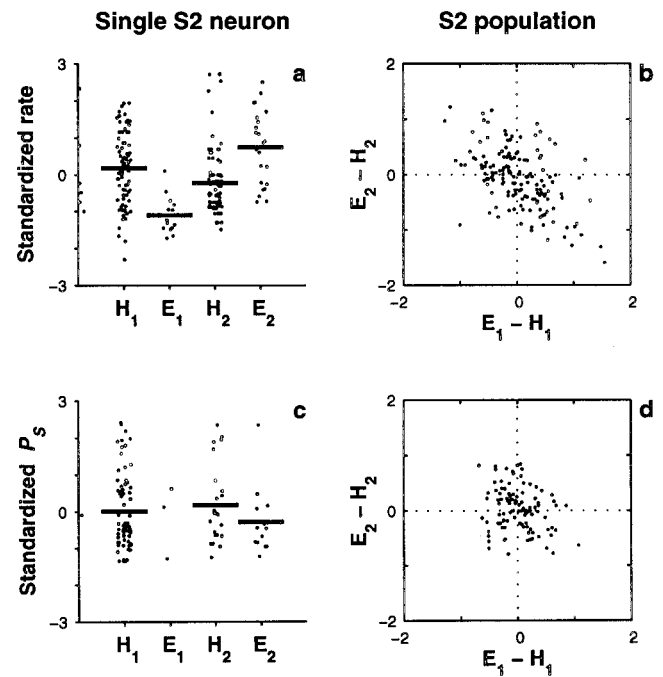 Single S2 neuron
S2 population
a
3
0
−3
Standardized rate
H1 E1 H2 E2
b
2
0
−2
E2 − H2
−2 0 2
E1 − H1
c
3
0
−3
Standardized PS
H1 E1 H2 E2
d
2
0
−2
E2 − H2
−2 0 2
E1 − H1